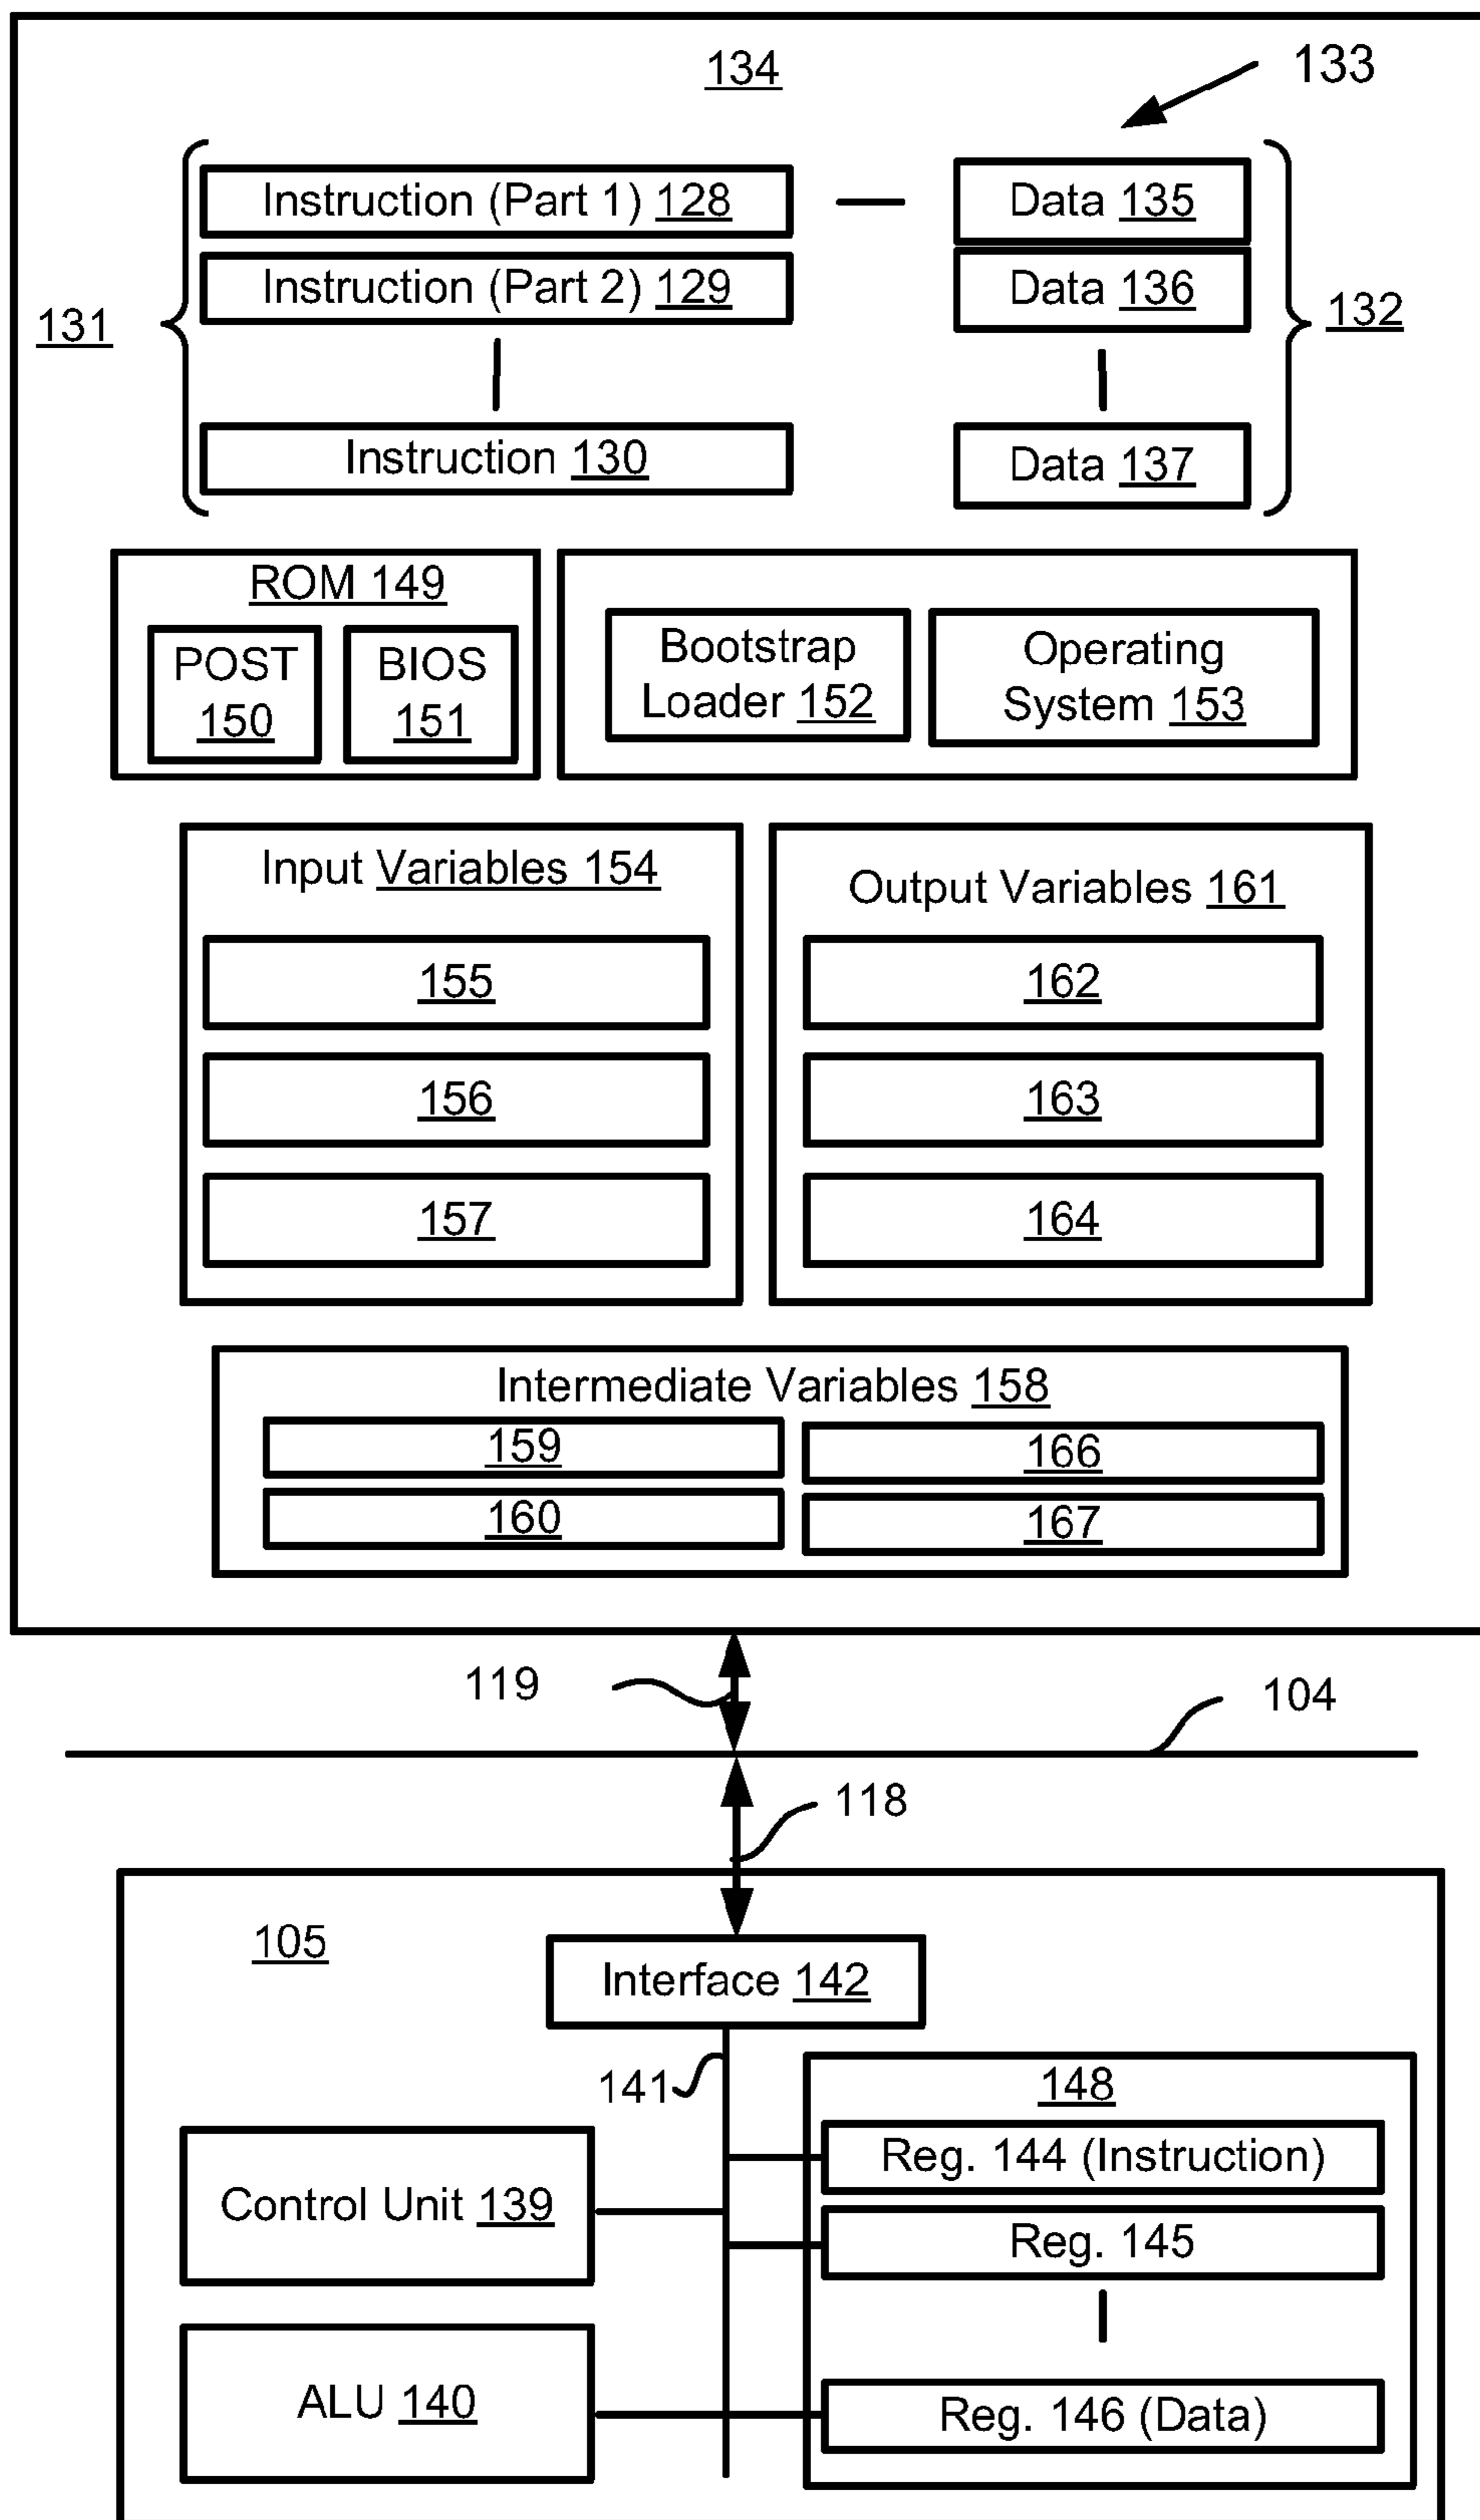 134
133
Instruction (Part 1) 128
Data 135
Instruction (Part 2) 129
Data 136
131
132
Instruction 130
Data 137
ROM 149
POST
150
BIOS
151
Bootstrap
Loader 152
Operating
System 153
Input Variables 154
155
156
157
Output Variables 161
162
163
164
Intermediate Variables 158
159
166
160
167
119
104
118
105
Interface 142
141
148
Reg. 144 (Instruction)
Control Unit 139
Reg. 145
ALU 140
Reg. 146 (Data)